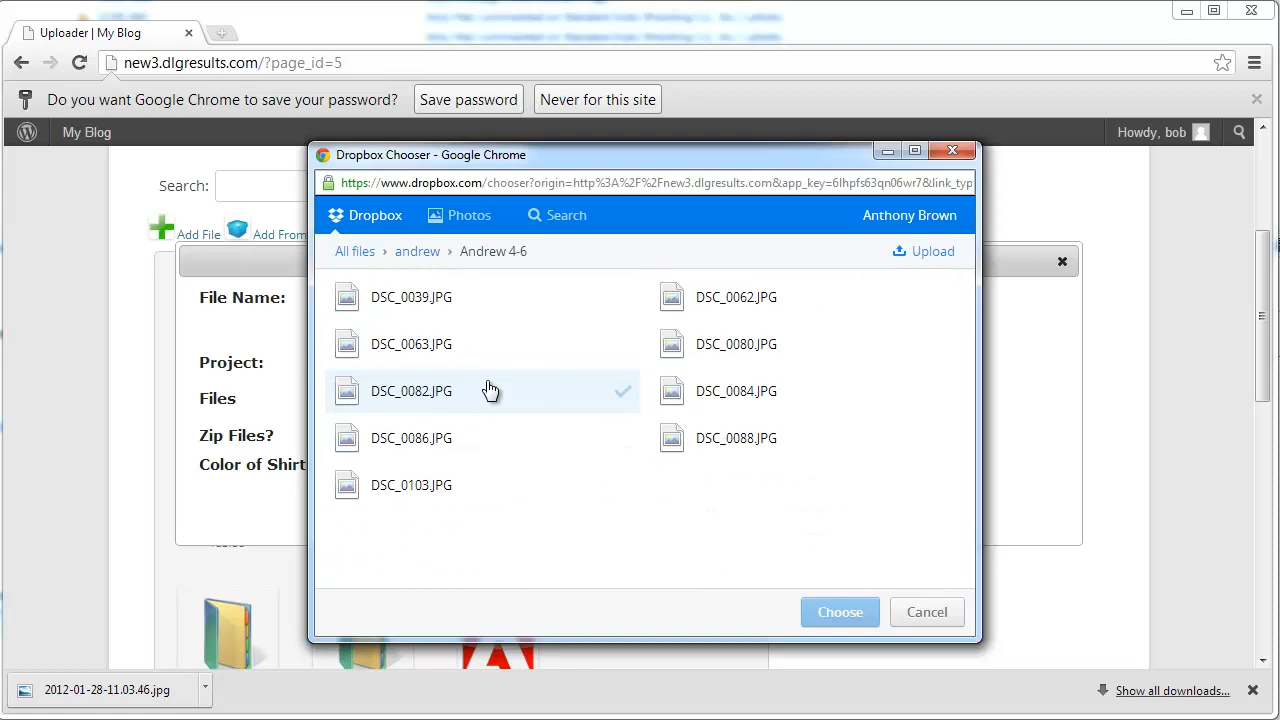 Uploader | My Blog
new3.dlgresults.com/?page_id=5
Do you want Google Chrome to save your password? Save password Never for this site
My Blog Howdy, bob
Dropbox Chooser - Google Chrome
https://www.dropbox.com/chooser?origin=http%3A%2F%2Fnew3.dlgresults.com&app_key=6lhpfs63qn06wr7&link_typ
Search:
Dropbox Photos Search Anthony Brown
Add File Add From
All files › andrew › Andrew 4-6 Upload
File Name:
DSC_0039.JPG DSC_0062.JPG
DSC_0063.JPG DSC_0080.JPG
Project:
DSC_0082.JPG DSC_0084.JPG
Files
Zip Files?
DSC_0086.JPG DSC_0088.JPG
Color of Shirt
DSC_0103.JPG
Choose Cancel
2012-01-28-11.03.46.jpg Show all downloads...